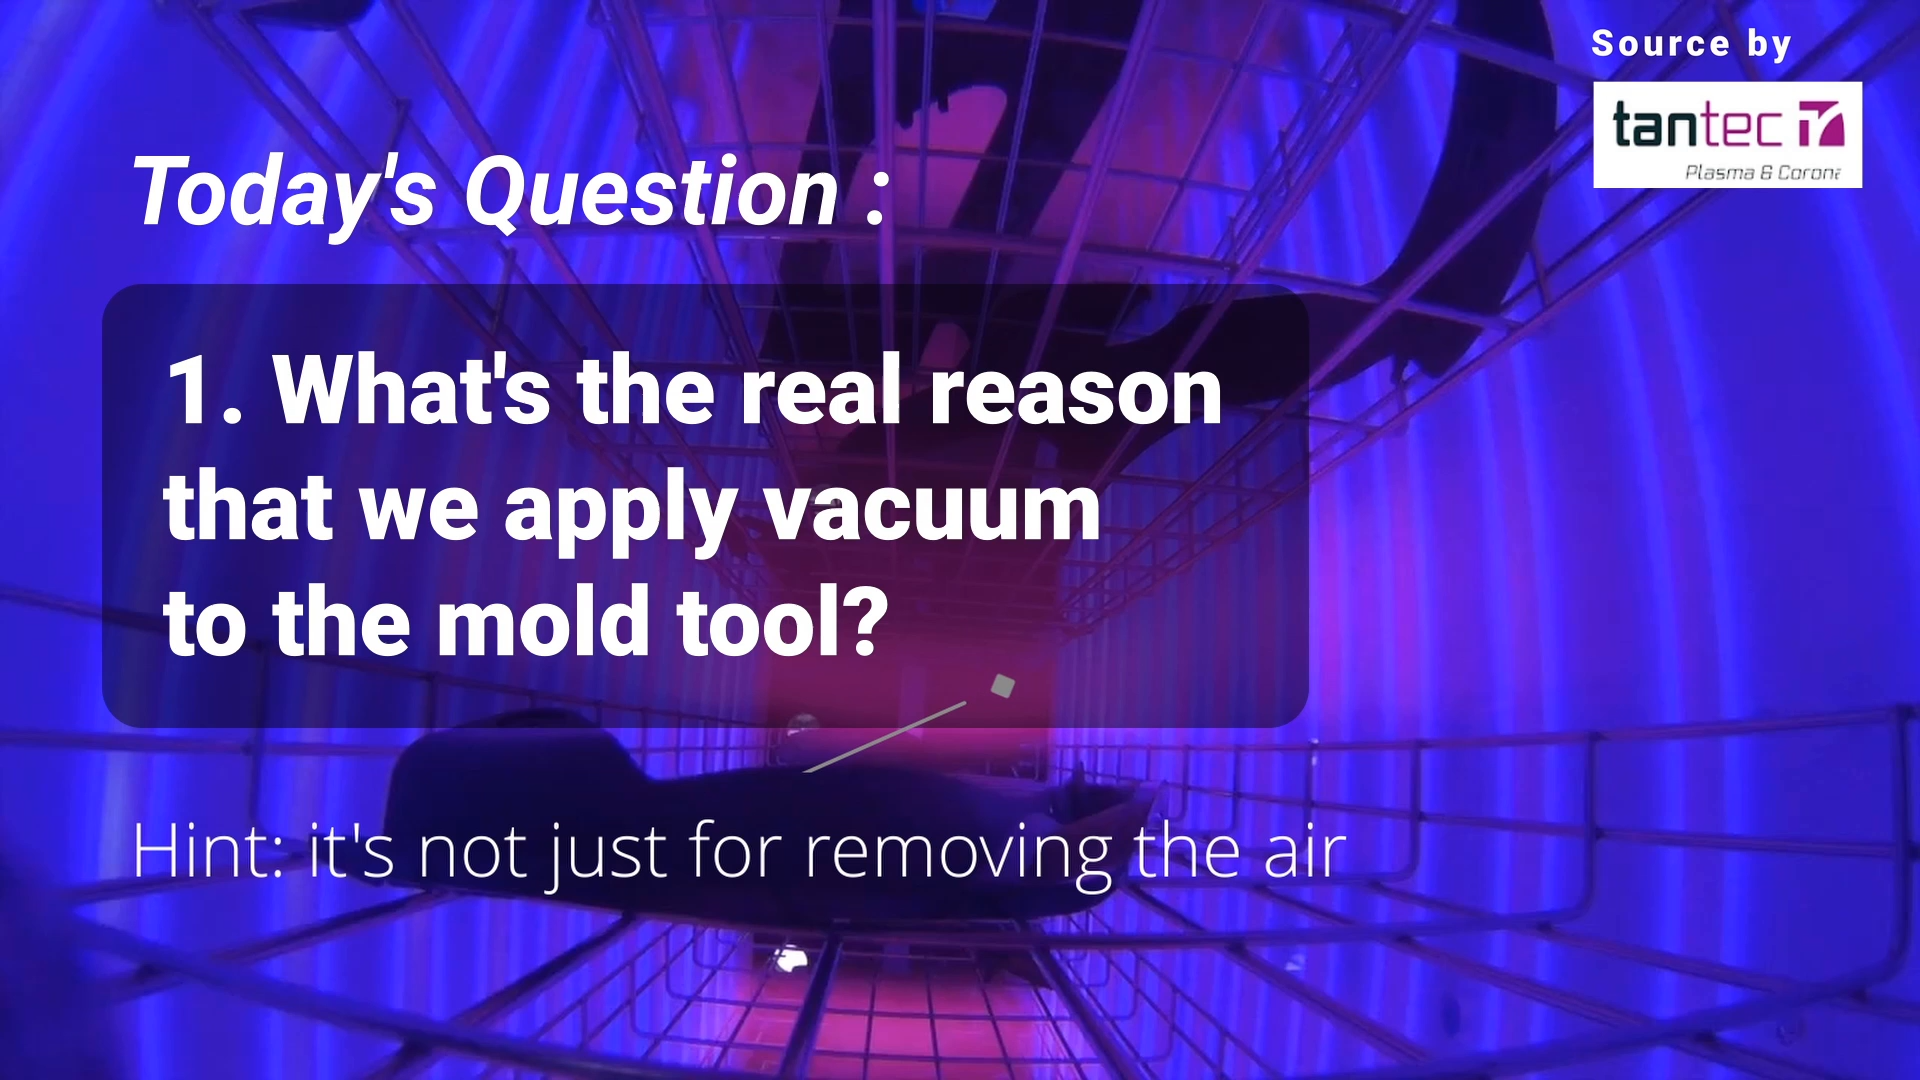 Source by
tantec
Plasma & Corona
Today's Question :
1. What's the real reason
that we apply vacuum
to the mold tool?
Hint: it's not just for removing the air